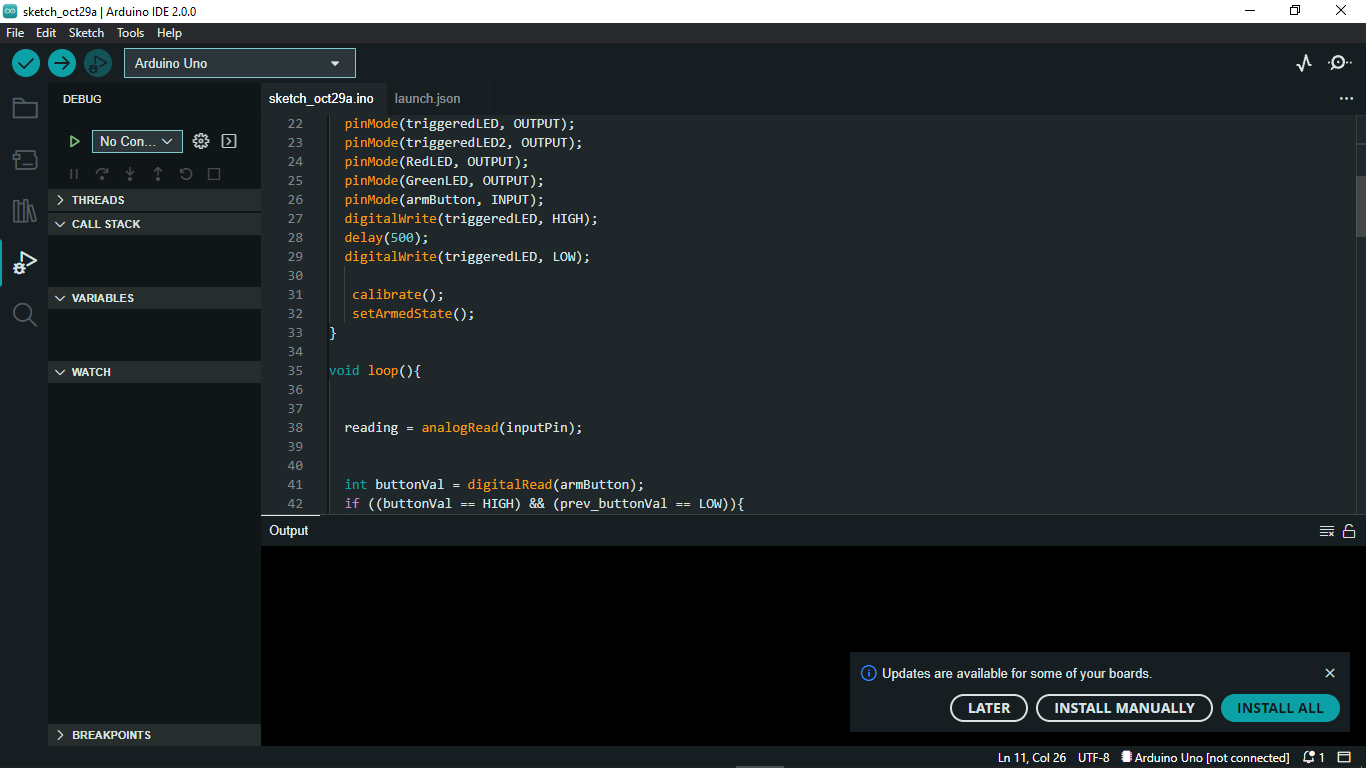 sketch_oct29a | Arduino IDE 2.0.0
File Edit Sketch Tools Help
Arduino Uno
DEBUG
No Con...
THREADS
CALL STACK
VARIABLES
WATCH
BREAKPOINTS
sketch_oct29a.ino launch.json
22 pinMode(triggeredLED, OUTPUT);
23 pinMode(triggeredLED2, OUTPUT);
24 pinMode(RedLED, OUTPUT);
25 pinMode(GreenLED, OUTPUT);
26 pinMode(armButton, INPUT);
27 digitalWrite(triggeredLED, HIGH);
28 delay(500);
29 digitalWrite(triggeredLED, LOW);
30
31 calibrate();
32 setArmedState();
33 }
34
35 void loop(){
36
37
38 reading = analogRead(inputPin);
39
40
41 int buttonVal = digitalRead(armButton);
42 if ((buttonVal == HIGH) && (prev_buttonVal == LOW)){
Output
Updates are available for some of your boards.
LATER INSTALL MANUALLY INSTALL ALL
Ln 11, Col 26 UTF-8 Arduino Uno [not connected] 1